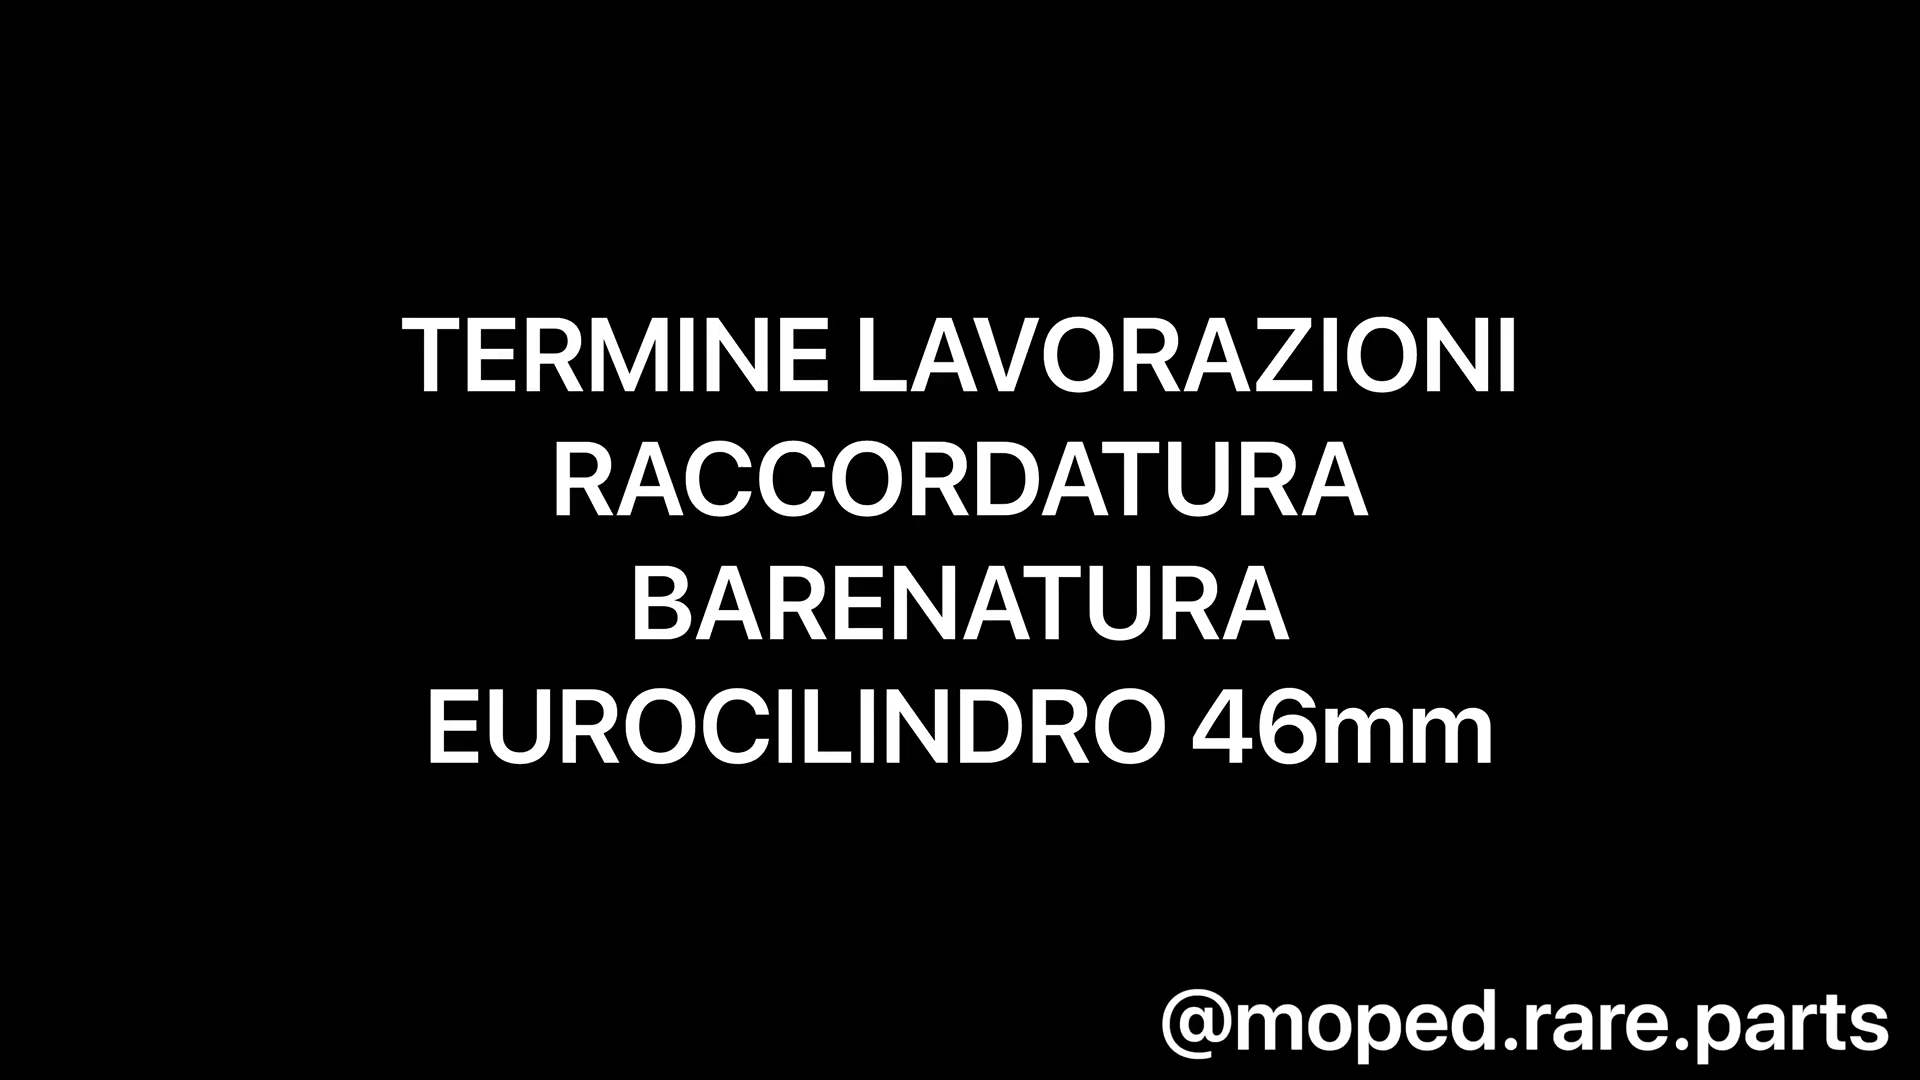 TERMINE LAVORAZIONI
RACCORDATURA
BARENATURA
EUROCILINDRO 46mm
@moped.rare.parts